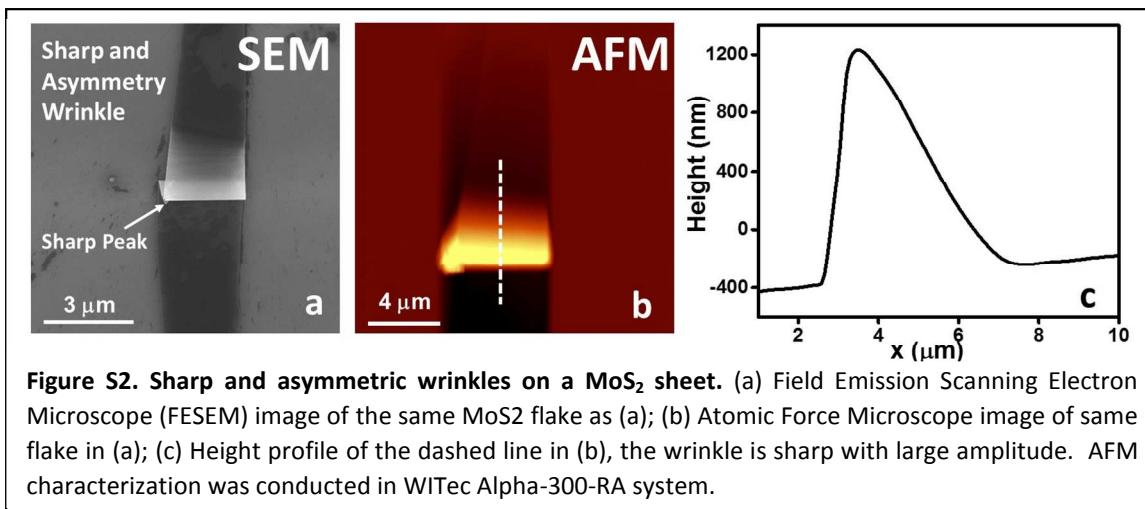 Sharp and
Asymmetry
Wrinkle
SEM
Sharp Peak
3 μm
a
AFM
4 μm
b
1200
800
400
0
-400
Height (nm)
2
4
6
8
10
x (μm)
c
Figure S2. Sharp and asymmetric wrinkles on a MoS₂ sheet. (a) Field Emission Scanning Electron
Microscope (FESEM) image of the same MoS2 flake as (a); (b) Atomic Force Microscope image of same
flake in (a); (c) Height profile of the dashed line in (b), the wrinkle is sharp with large amplitude. AFM
characterization was conducted in WITec Alpha-300-RA system.